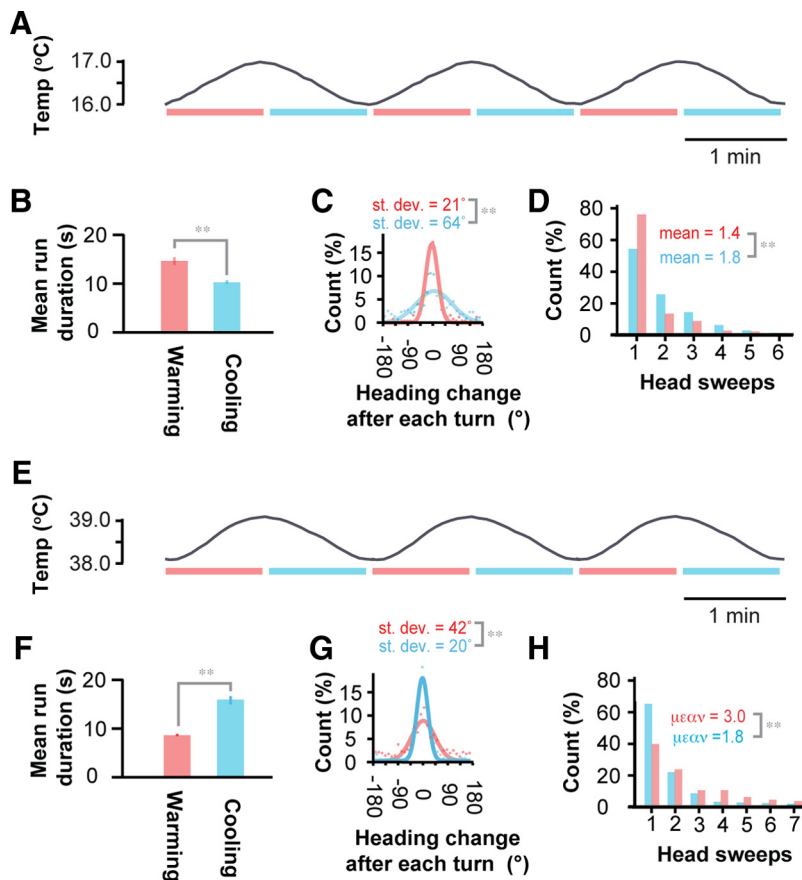 A
Temp (°C)
17.0
16.0
1 min
B
Mean run
duration (s)
20
10
0
**
Warming
Cooling
C
st. dev. = 21°
st. dev. = 64°
**
Count (%)
15
10
5
0
-180
-90
0
90
180
Heading change
after each turn (°)
D
Count (%)
80
60
40
20
0
mean = 1.4
mean = 1.8
**
1 2 3 4 5 6
Head sweeps
E
Temp (°C)
39.0
38.0
1 min
F
Mean run
duration (s)
20
10
0
**
Warming
Cooling
G
st. dev. = 42°
st. dev. = 20°
**
Count (%)
15
10
5
0
-180
-90
0
90
180
Heading change
after each turn (°)
H
Count (%)
80
60
40
20
0
μεαν = 3.0
μεαν =1.8
**
1 2 3 4 5 6 7
Head sweeps